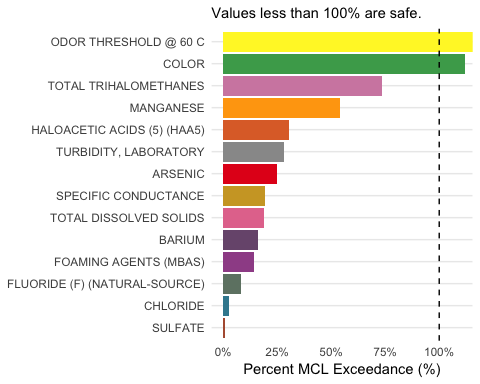 Values less than 100% are safe.
ODOR THRESHOLD @ 60 C
COLOR
TOTAL TRIHALOMETHANES
MANGANESE
HALOACETIC ACIDS (5) (HAA5)
TURBIDITY, LABORATORY
ARSENIC
SPECIFIC CONDUCTANCE
TOTAL DISSOLVED SOLIDS
BARIUM
FOAMING AGENTS (MBAS)
FLUORIDE (F) (NATURAL-SOURCE)
CHLORIDE
SULFATE
0% 25% 50% 75% 100%
Percent MCL Exceedance (%)